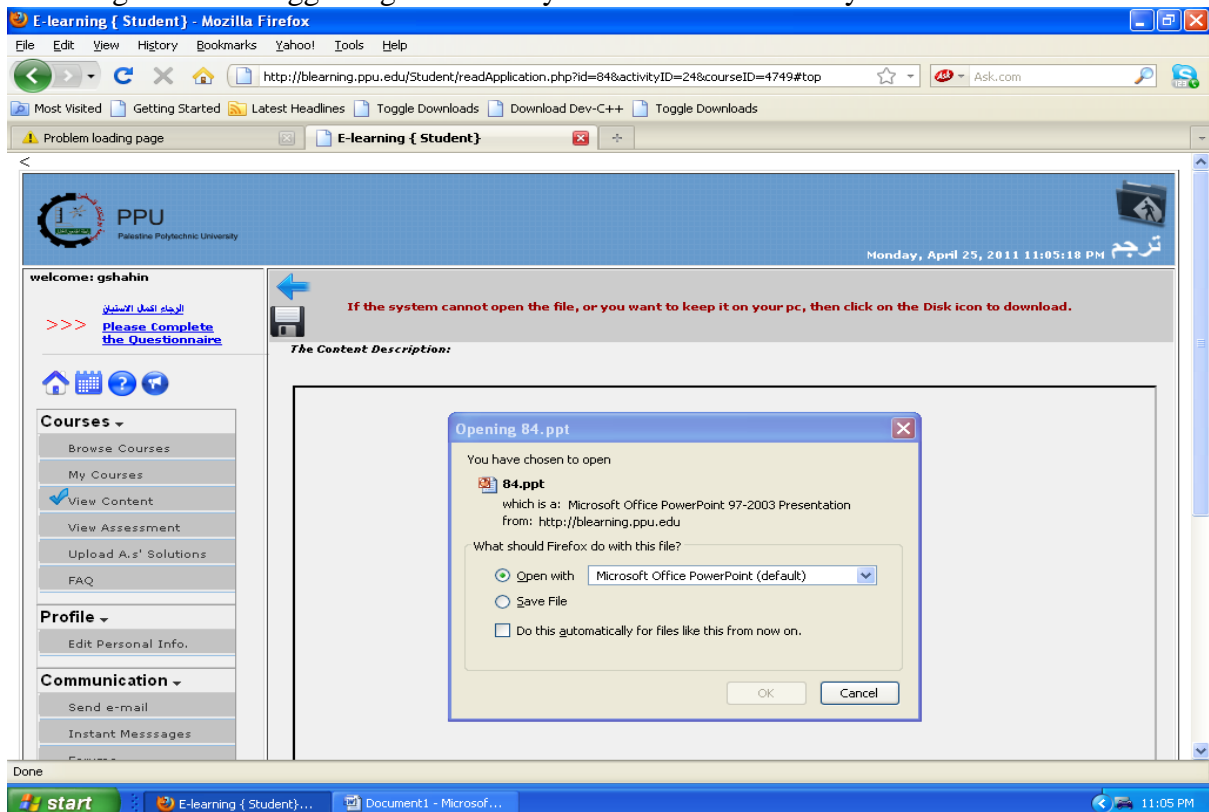 E-learning { Student} - Mozilla Firefox
File Edit View History Bookmarks Yahoo! Tools Help
http://blearning.ppu.edu/Student/readApplication.php?id=84&activityID=24&courseID=4749#top
Ask.com
Most Visited Getting Started Latest Headlines Toggle Downloads Download Dev-C++ Toggle Downloads
Problem loading page E-learning { Student}
<
PPU
Palestine Polytechnic University
Monday, April 25, 2011 11:05:18 PM ترجم
welcome: gshahin
الرجاء اكمال الاستبيان
>>> Please Complete
the Questionnaire
If the system cannot open the file, or you want to keep it on your pc, then click on the Disk icon to download.
The Content Description:
Courses
Browse Courses
My Courses
View Content
View Assessment
Upload A.s' Solutions
FAQ
Profile
Edit Personal Info.
Communication
Send e-mail
Instant Messsages
Opening 84.ppt
You have chosen to open
84.ppt
which is a: Microsoft Office PowerPoint 97-2003 Presentation
from: http://blearning.ppu.edu
What should Firefox do with this file?
Open with Microsoft Office PowerPoint (default)
Save File
Do this automatically for files like this from now on.
OK Cancel
Done
start E-learning { Student}... Document1 - Microsof... 11:05 PM